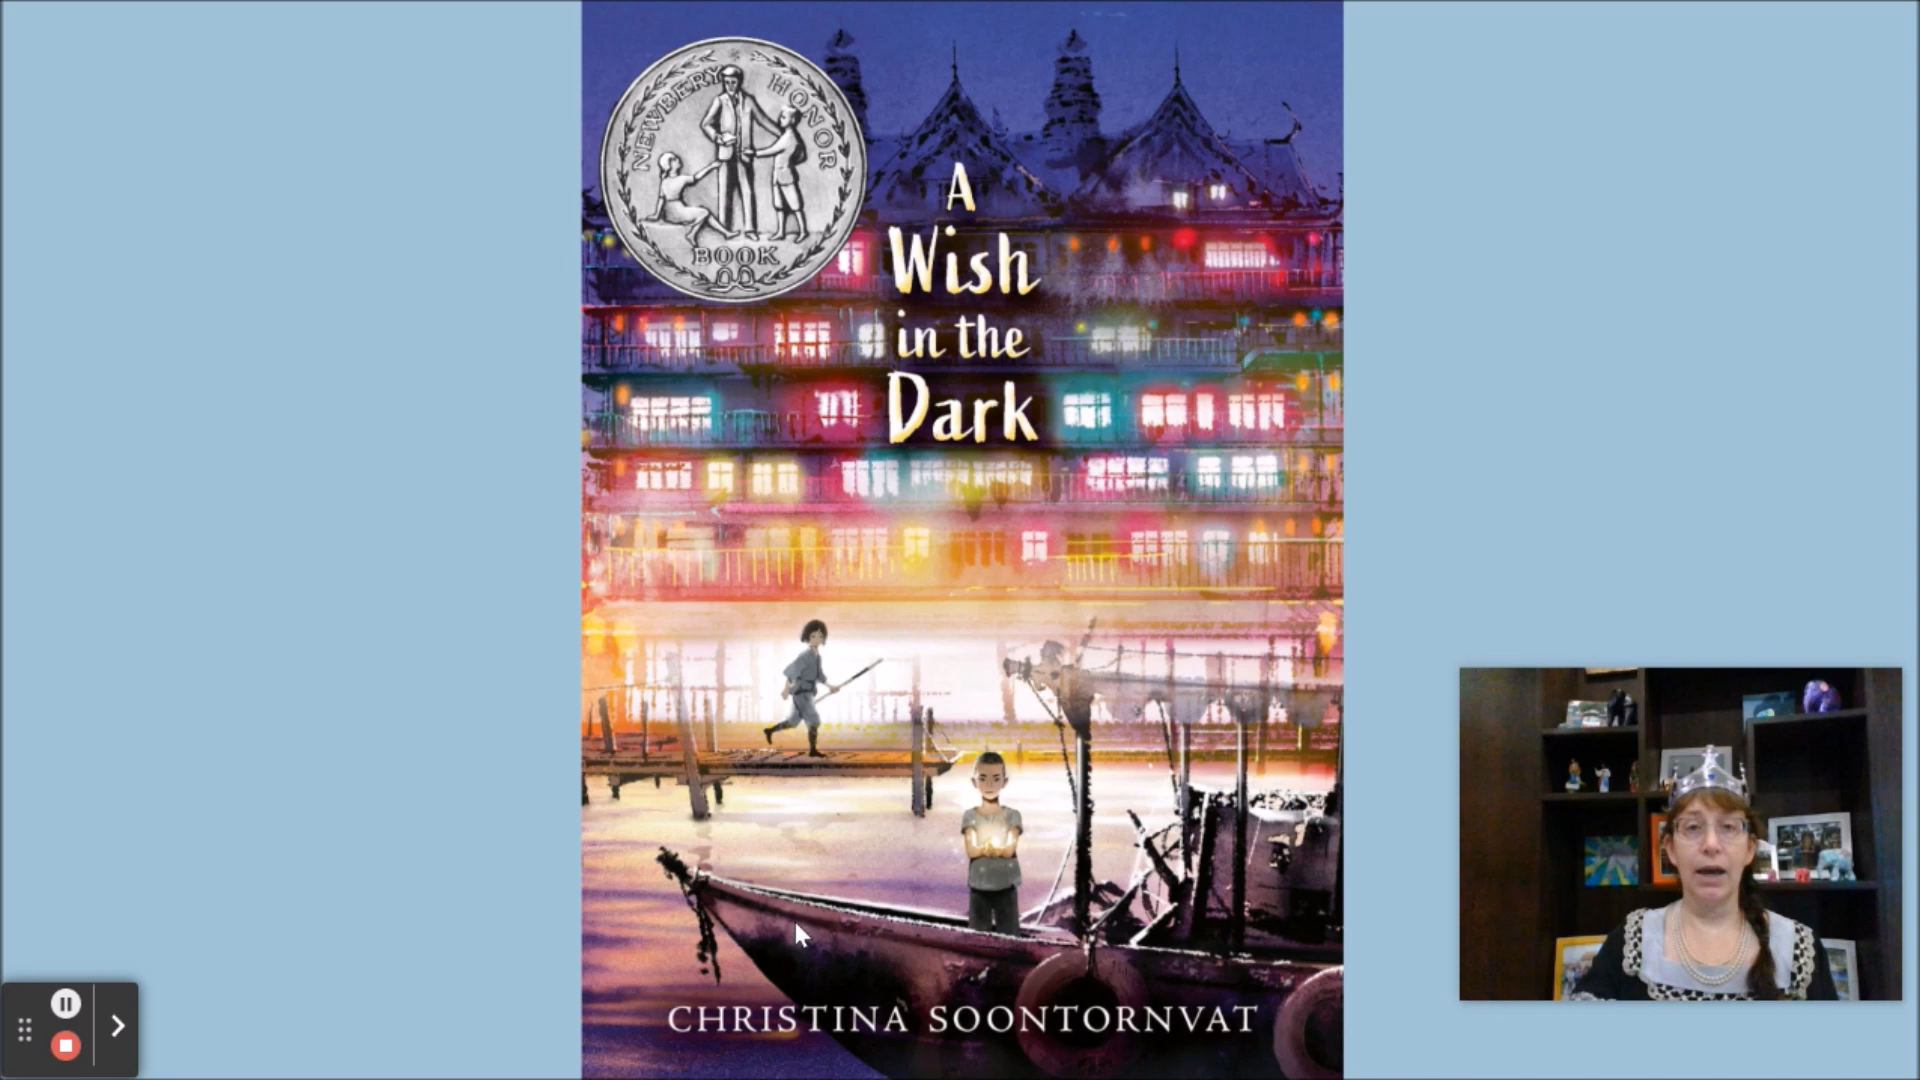 NEWBERY HONOR
BOOK
A
Wish
in the
Dark
CHRISTINA SOONTORNVAT